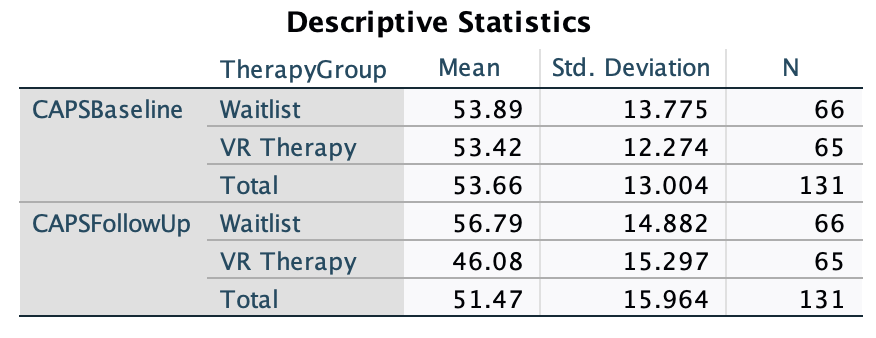 Descriptive Statistics
TherapyGroup Mean Std. Deviation N
CAPSBaseline Waitlist 53.89 13.775 66
VR Therapy 53.42 12.274 65
Total 53.66 13.004 131
CAPSFollowUp Waitlist 56.79 14.882 66
VR Therapy 46.08 15.297 65
Total 51.47 15.964 131